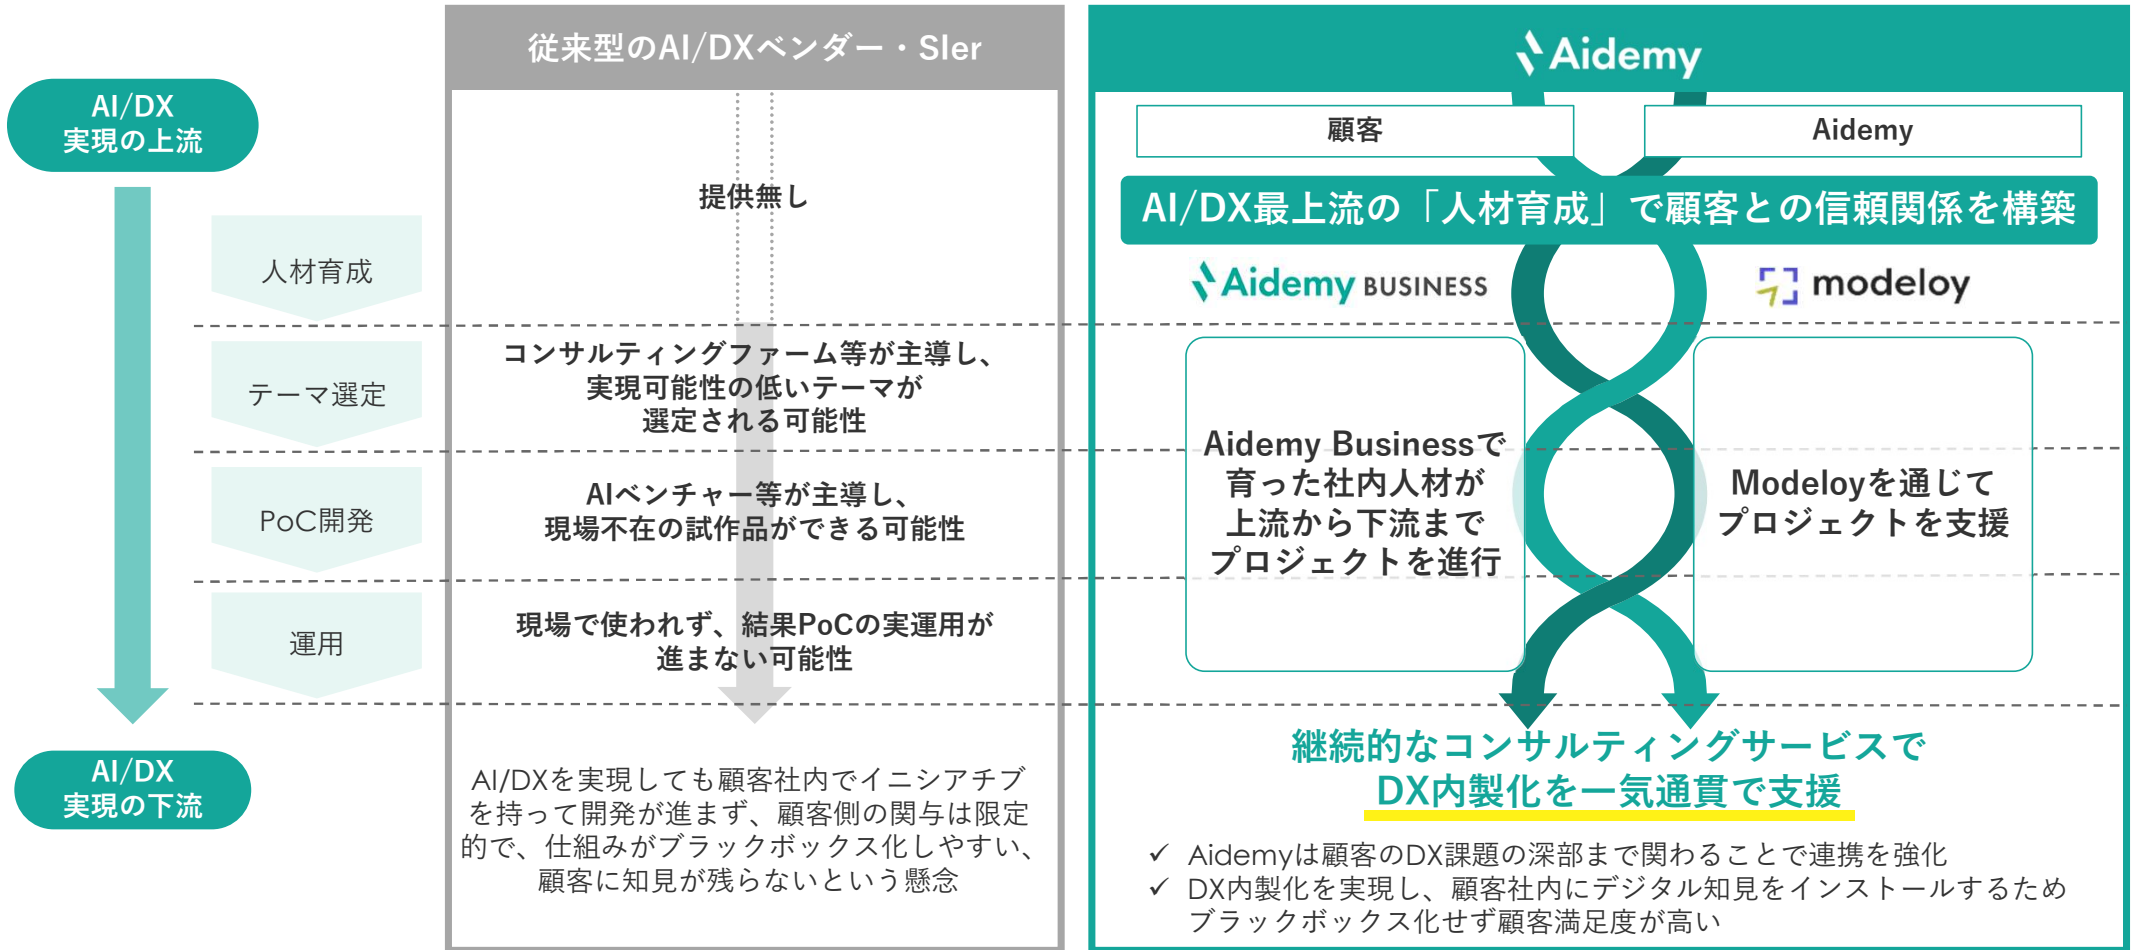 従来型のAI/DXベンダー・SIer
Aidemy
AI/DX
実現の上流
顧客
Aidemy
提供無し
AI/DX最上流の「人材育成」で顧客との信頼関係を構築
人材育成
Aidemy BUSINESS
modeloy
テーマ選定
コンサルティングファーム等が主導し、
実現可能性の低いテーマが
選定される可能性
PoC開発
AIベンチャー等が主導し、
現場不在の試作品ができる可能性
運用
現場で使われず、結果PoCの実運用が
進まない可能性
Aidemy Businessで
育った社内人材が
上流から下流まで
プロジェクトを進行
Modeloyを通じて
プロジェクトを支援
AI/DX
実現の下流
AI/DXを実現しても顧客社内でイニシアチブ
を持って開発が進まず、顧客側の関与は限定
的で、仕組みがブラックボックス化しやすい、
顧客に知見が残らないという懸念
継続的なコンサルティングサービスで
DX内製化を一気通貫で支援
✓ Aidemyは顧客のDX課題の深部まで関わることで連携を強化
✓ DX内製化を実現し、顧客社内にデジタル知見をインストールするため
ブラックボックス化せず顧客満足度が高い